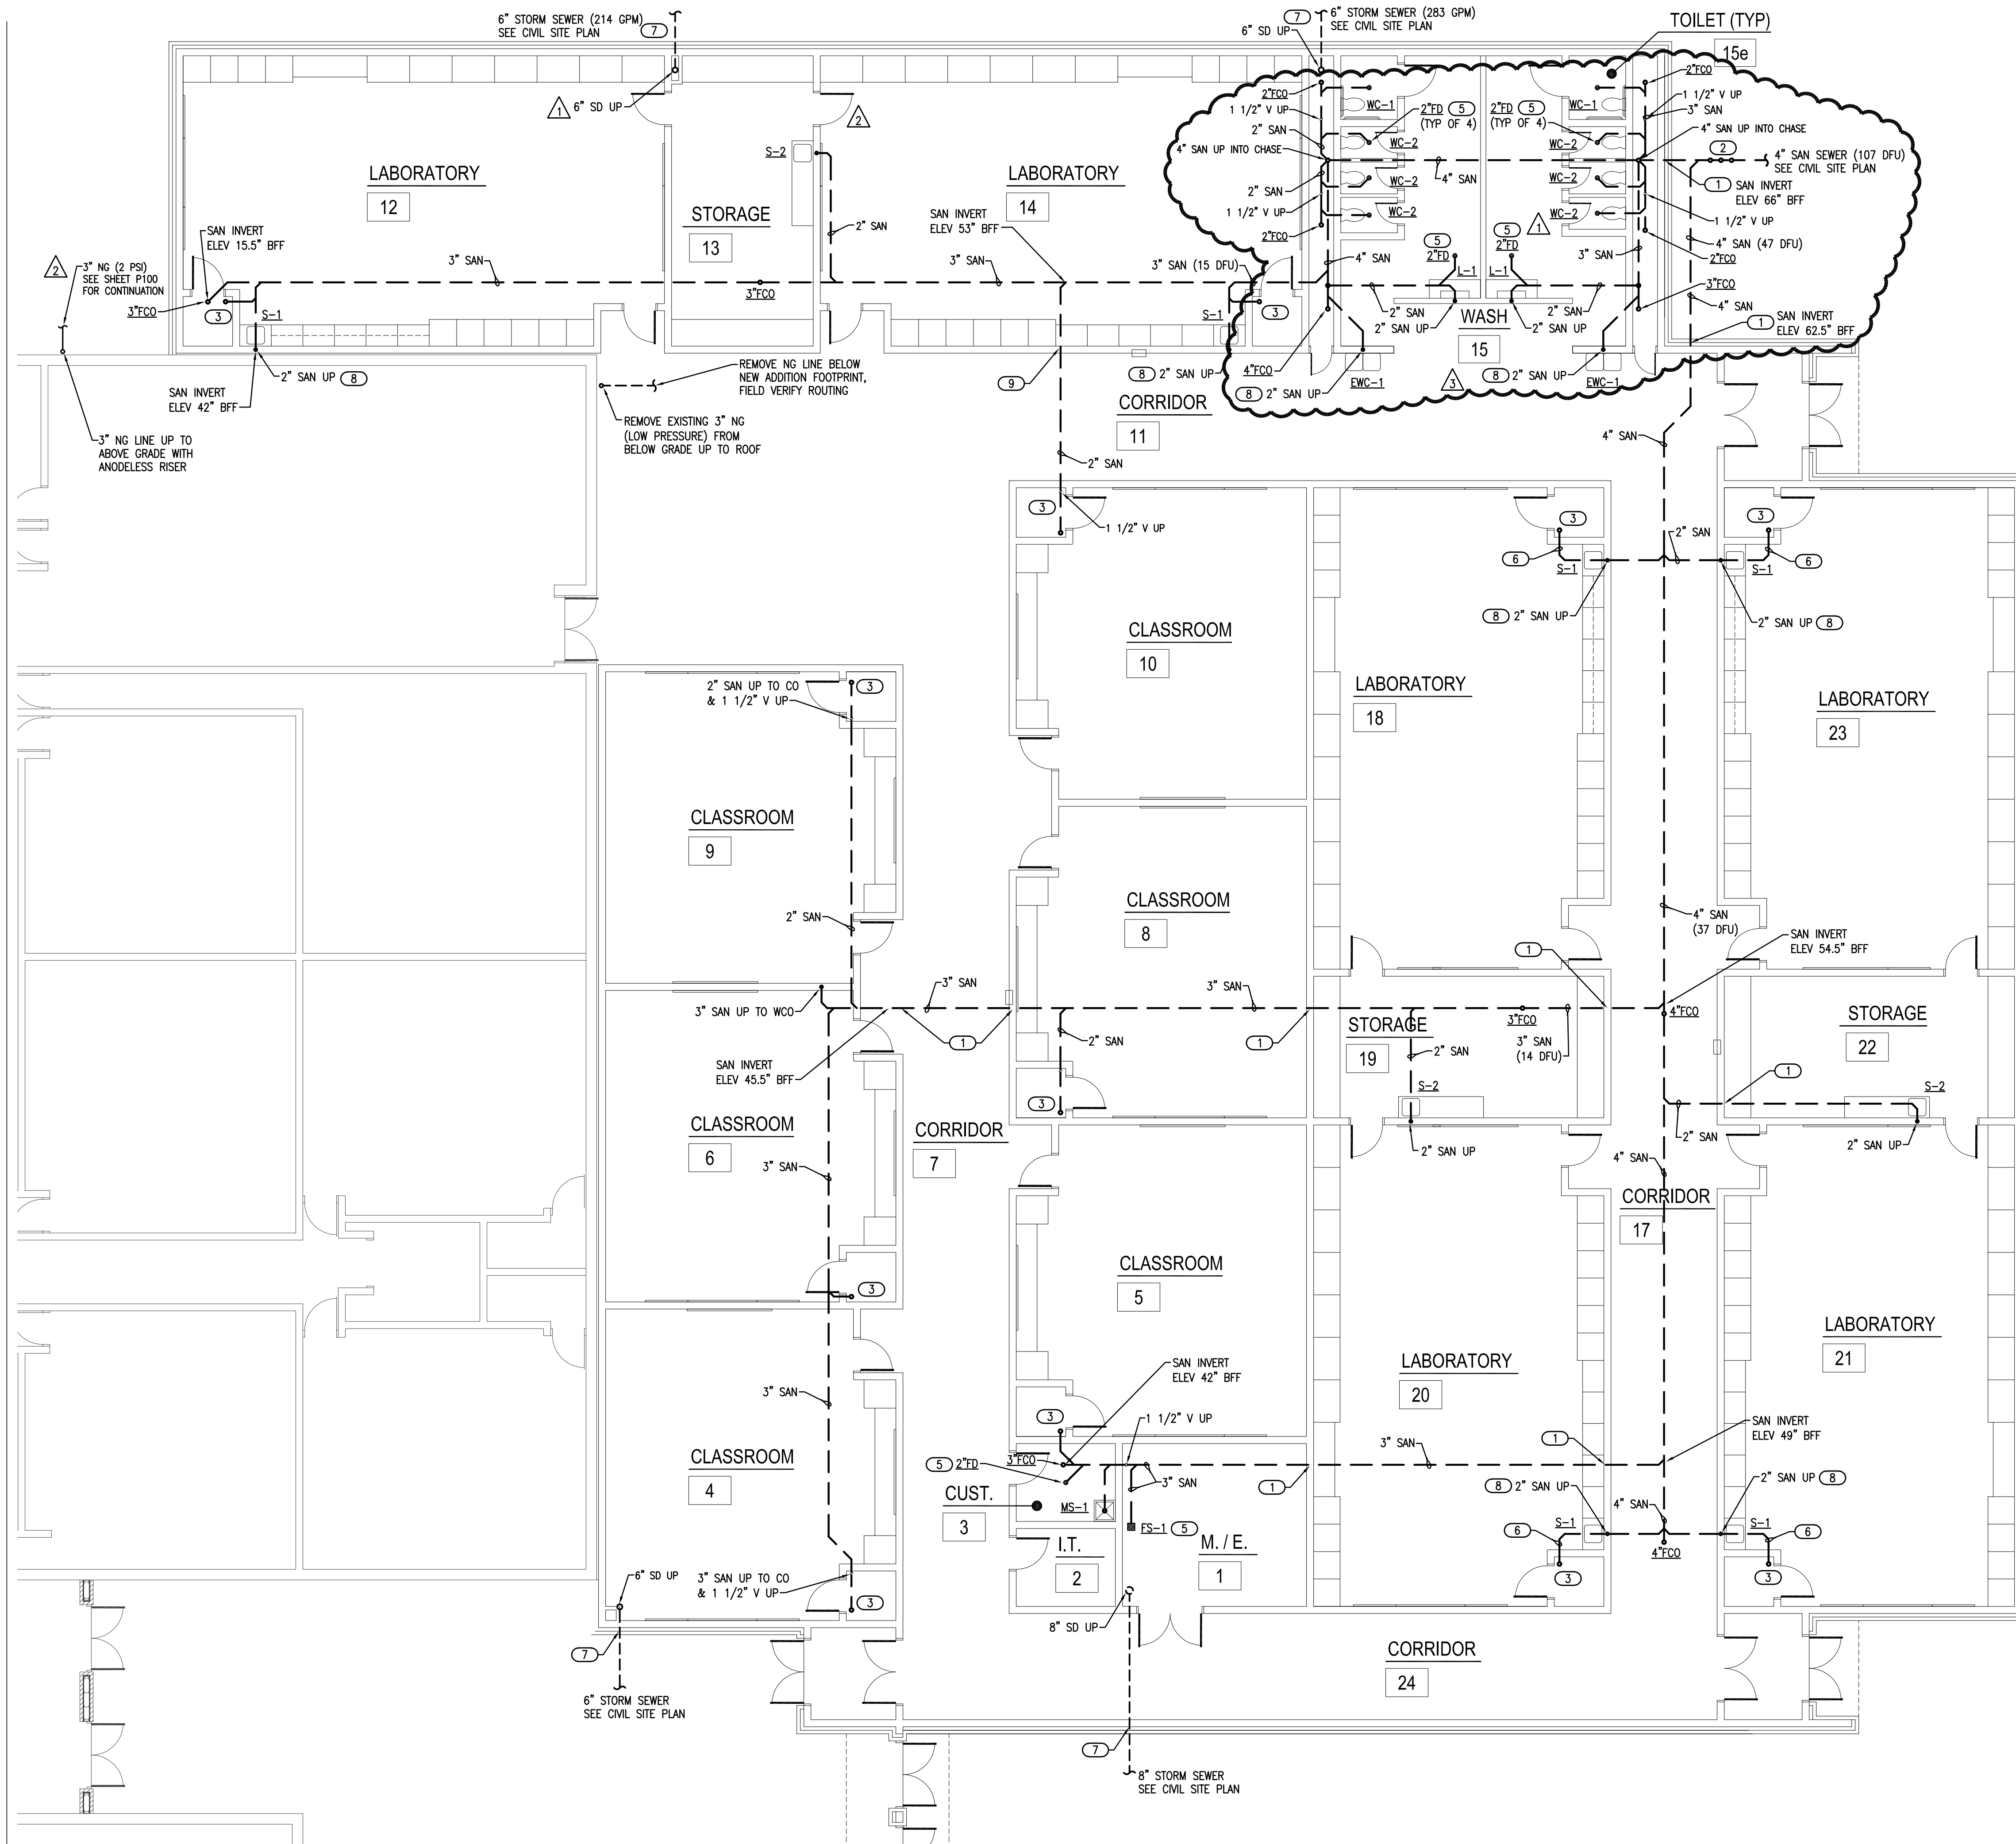 6" STORM SEWER (214 GPM)
SEE CIVIL SITE PLAN
7
6" SD UP
1
2
7
6" STORM SEWER (283 GPM)
SEE CIVIL SITE PLAN
6" SD UP
TOILET (TYP)
15e
2"FCO
1 1/2" V UP
2" SAN
4" SAN UP INTO CHASE
2" SAN
1 1/2" V UP
2"FCO
WC-1
2"FD 5
(TYP OF 4)
WC-2
WC-2
WC-2
4" SAN
2"FD 5
(TYP OF 4)
WC-1
WC-2
WC-2
WC-2
1
2"FCO
1 1/2" V UP
3" SAN
4" SAN UP INTO CHASE
2
4" SAN SEWER (107 DFU)
SEE CIVIL SITE PLAN
1
SAN INVERT
ELEV 66" BFF
1 1/2" V UP
4" SAN (47 DFU)
2"FCO
3"FCO
4" SAN
1
SAN INVERT
ELEV 62.5" BFF
LABORATORY
12
S-2
STORAGE
13
2" SAN
LABORATORY
14
SAN INVERT
ELEV 53" BFF
SAN INVERT
ELEV 15.5" BFF
2
3" NG (2 PSI)
SEE SHEET P100
FOR CONTINUATION
3" SAN
3"FCO
3" SAN
3" SAN (15 DFU)
4" SAN
5
2"FD
L-1
5
2"FD
L-1
3" SAN
2" SAN
2" SAN
2" SAN UP
2" SAN UP
WASH
15
3"FCO
3
S-1
S-1
3
2" SAN UP 8
SAN INVERT
ELEV 42" BFF
3" NG LINE UP TO
ABOVE GRADE WITH
ANODELESS RISER
REMOVE NG LINE BELOW
NEW ADDITION FOOTPRINT,
FIELD VERIFY ROUTING
REMOVE EXISTING 3" NG
(LOW PRESSURE) FROM
BELOW GRADE UP TO ROOF
9
8 2" SAN UP
4"FCO
8 2" SAN UP
EWC-1
3
8 2" SAN UP
EWC-1
CORRIDOR
11
2" SAN
4" SAN
3
1 1/2" V UP
3
6
S-1
2" SAN
3
6
S-1
8 2" SAN UP
2" SAN UP 8
CLASSROOM
10
LABORATORY
18
LABORATORY
23
2" SAN UP TO CO
& 1 1/2" V UP
3
CLASSROOM
9
2" SAN
CLASSROOM
8
4" SAN
(37 DFU)
SAN INVERT
ELEV 54.5" BFF
1
3" SAN UP TO WCO
3" SAN
3" SAN
SAN INVERT
ELEV 45.5" BFF
1
2" SAN
1
3
STORAGE
19
3"FCO
3" SAN
(14 DFU)
2" SAN
S-2
2" SAN UP
4"FCO
STORAGE
22
1
S-2
2" SAN
2" SAN UP
CLASSROOM
6
3" SAN
3
CORRIDOR
7
4" SAN
CORRIDOR
17
CLASSROOM
5
LABORATORY
20
LABORATORY
21
3" SAN
CLASSROOM
4
3
SAN INVERT
ELEV 42" BFF
1 1/2" V UP
3" SAN
1
SAN INVERT
ELEV 49" BFF
5 2"FD
3"FCO
3" SAN
1
CUST.
3
MS-1
FS-1 5
I.T.
2
M. / E.
1
8 2" SAN UP
2" SAN UP 8
4" SAN
S-1
6
3
4"FCO
S-1
6
3
6" SD UP
3" SAN UP TO CO
& 1 1/2" V UP
3
8" SD UP
7
6" STORM SEWER
SEE CIVIL SITE PLAN
CORRIDOR
24
7
8" STORM SEWER
SEE CIVIL SITE PLAN